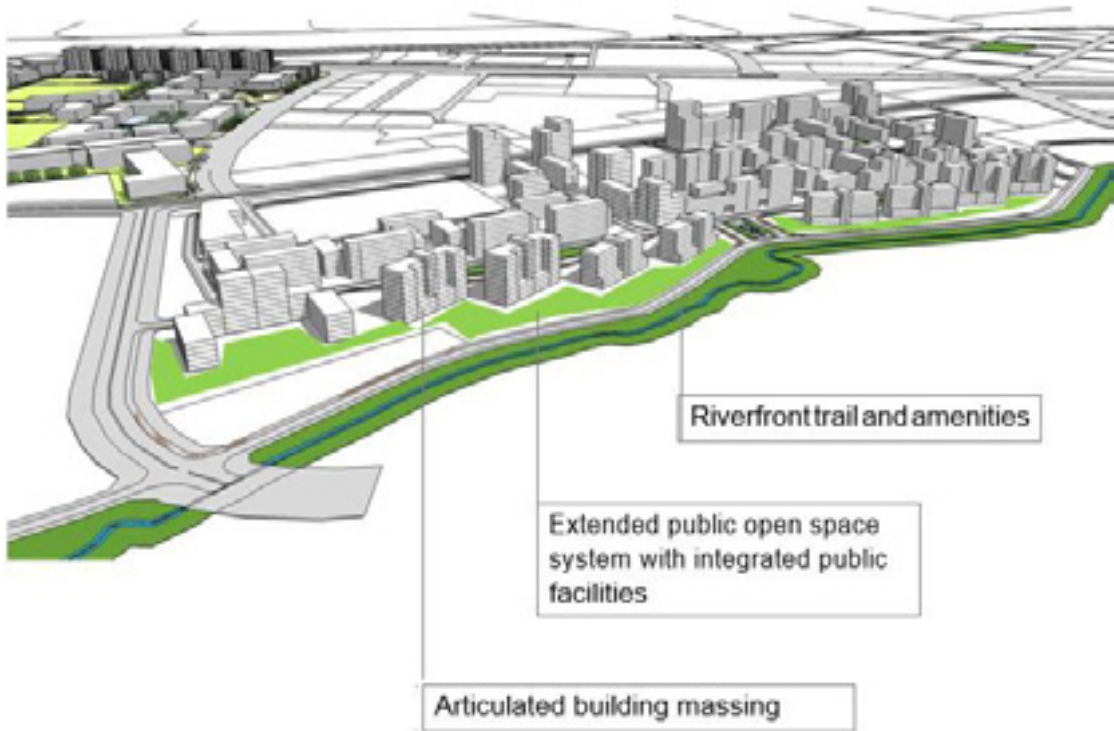 Riverfront trail and amenities
Extended public open space
system with integrated public
facilities
Articulated building massing